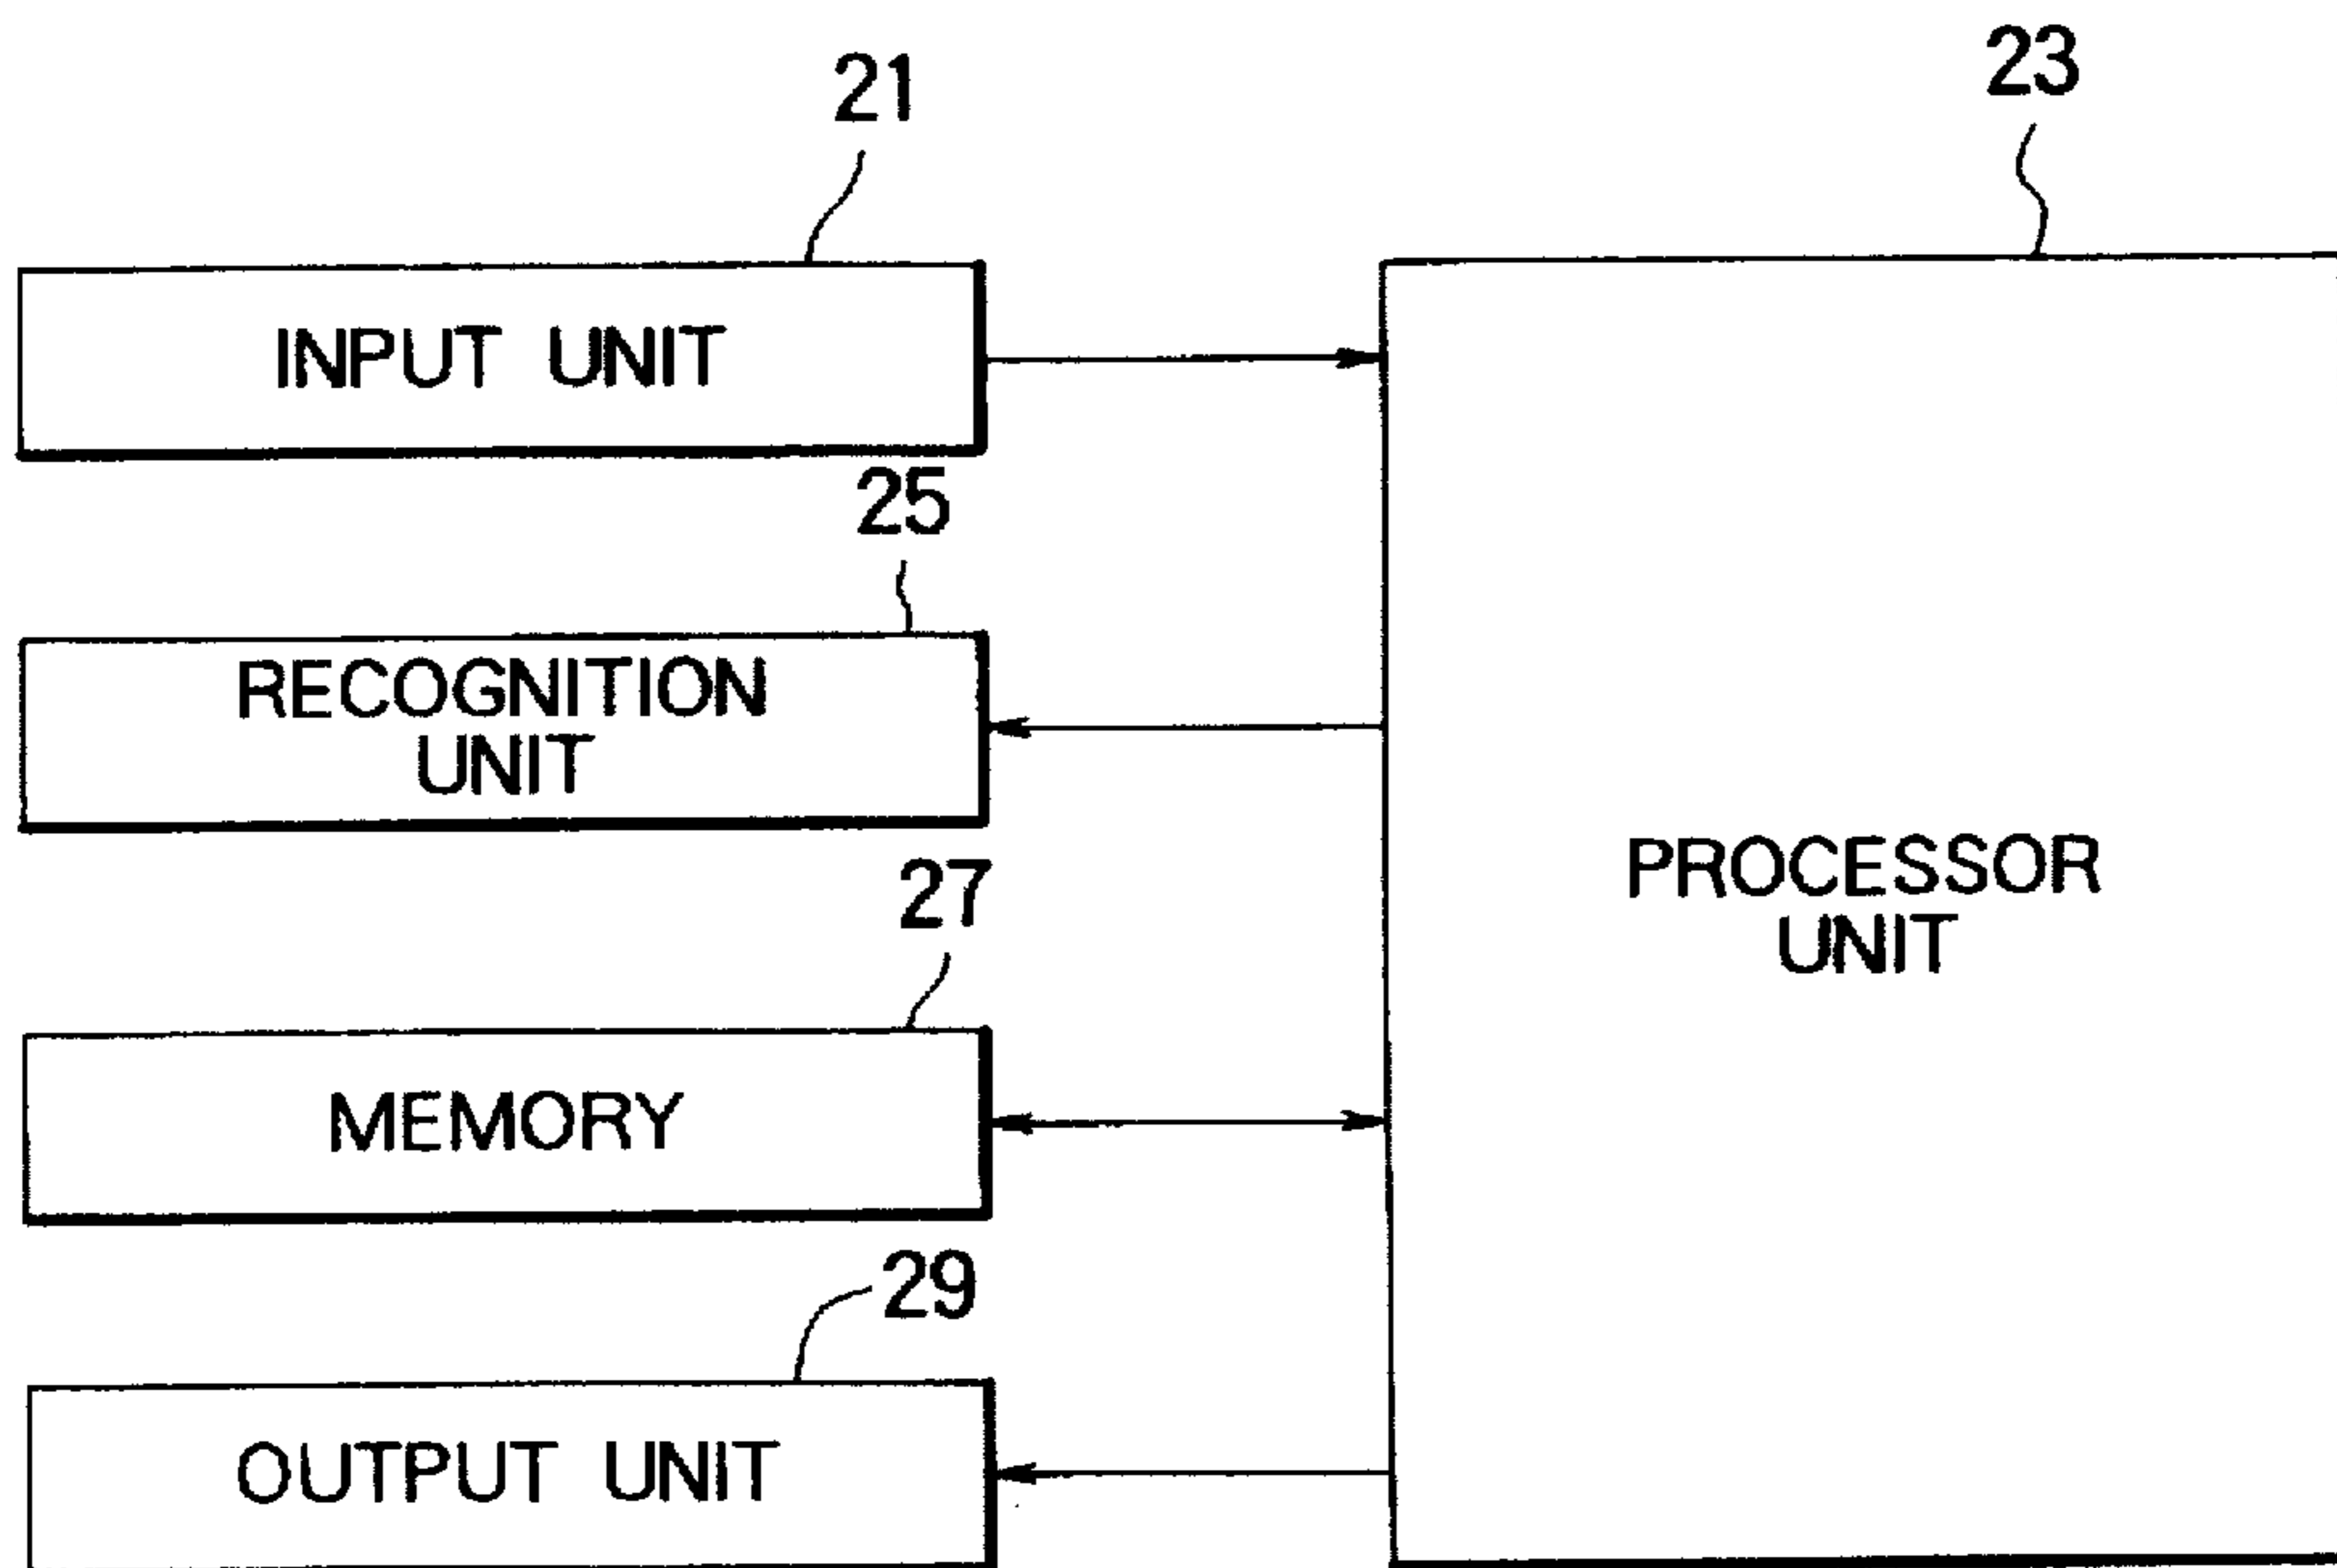 21
23
INPUT UNIT
25
RECOGNITION
UNIT
27
PROCESSOR
UNIT
MEMORY
29
OUTPUT UNIT